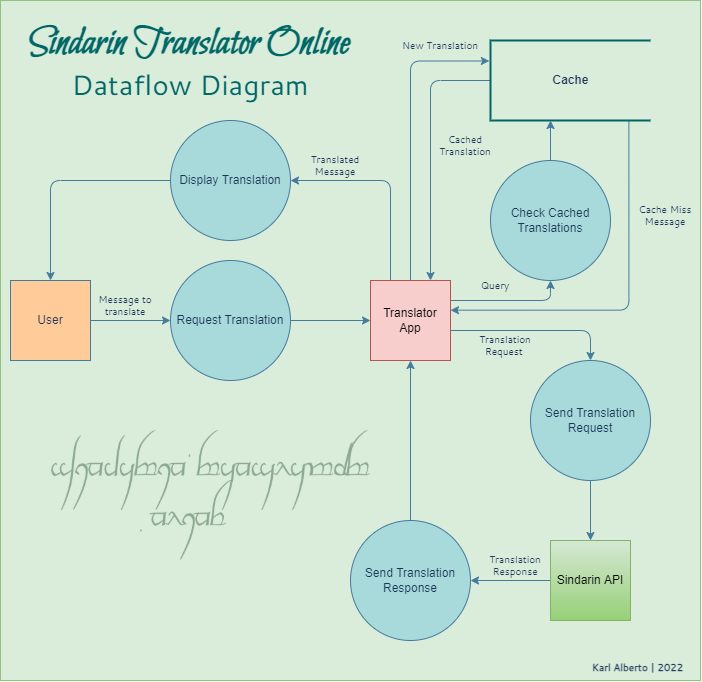 Sindarin Translator Online
Dataflow Diagram
New Translation
Cache
Cached
Translation
Translated
Message
Display Translation
Check Cached
Translations
Cache Miss
Message
Query
User
Message to
translate
Request Translation
Translator
App
Translation
Request
Send Translation
Request
Send Translation
Response
Translation
Response
Sindarin API
Karl Alberto | 2022